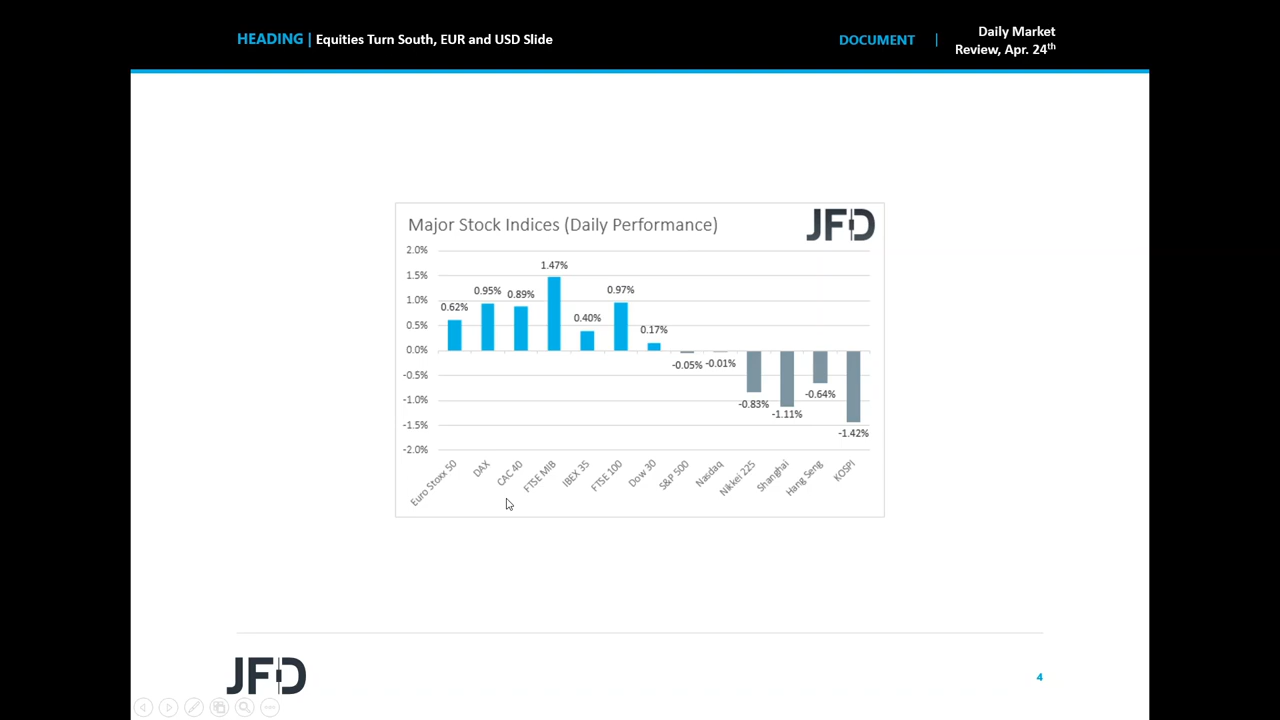 HEADING | Equities Turn South, EUR and USD Slide
DOCUMENT | Daily Market
Review, Apr. 24th
Major Stock Indices (Daily Performance)
JFD
2.0%
1.5%
1.0%
0.5%
0.0%
-0.5%
-1.0%
-1.5%
-2.0%
0.62%
0.95%
0.89%
1.47%
0.40%
0.97%
0.17%
-0.05%
-0.01%
-0.83%
-1.11%
-0.64%
-1.42%
Euro Stoxx 50
DAX
CAC 40
FTSE MIB
IBEX 35
FTSE 100
Dow 30
S&P 500
Nasdaq
Nikkei 225
Shanghai
Hang Seng
KOSPI
JFD
4